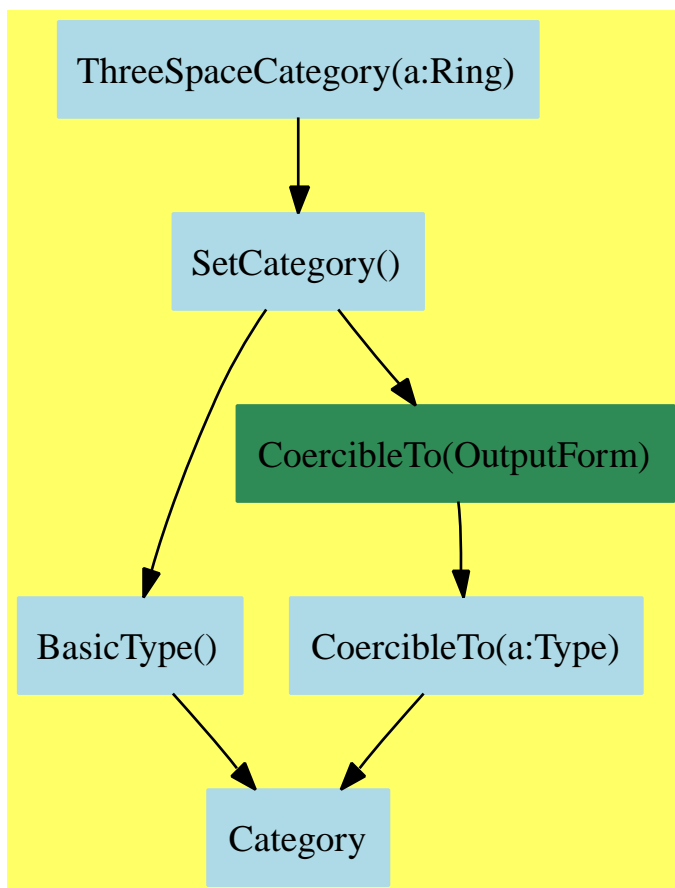 ThreeSpaceCategory(a:Ring)
SetCategory()
CoercibleTo(OutputForm)
BasicType()
CoercibleTo(a:Type)
Category